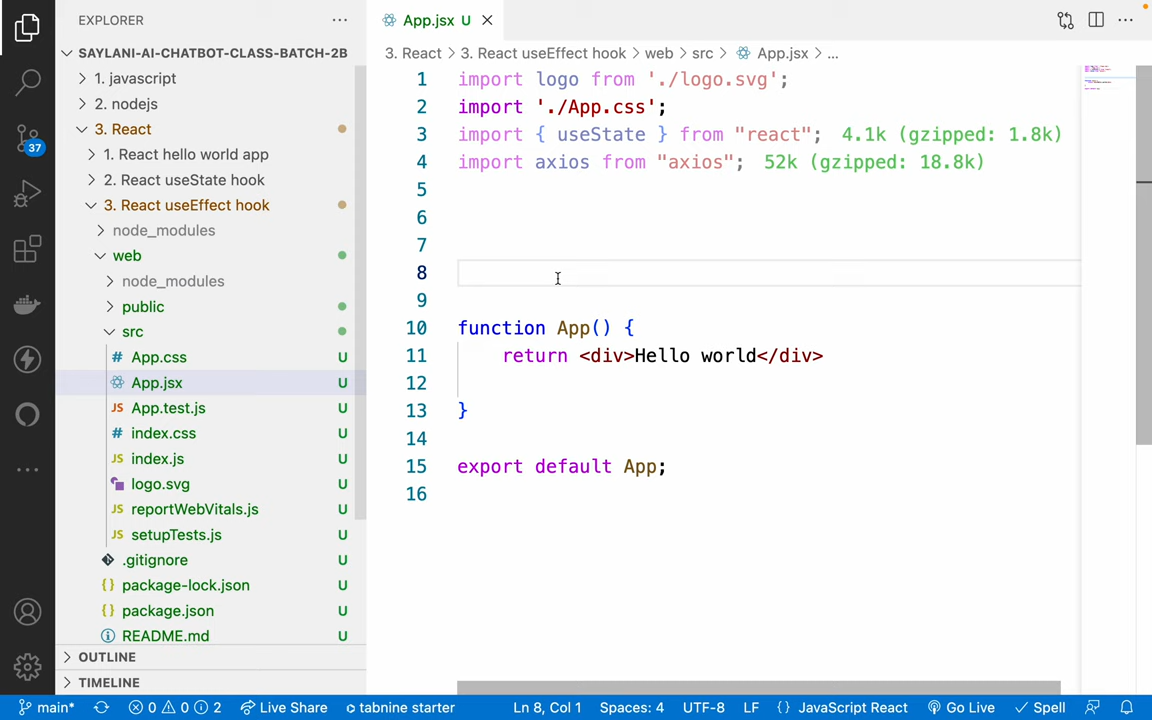 EXPLORER
SAYLANI-AI-CHATBOT-CLASS-BATCH-2B
1. javascript
2. nodejs
3. React
1. React hello world app
2. React useState hook
3. React useEffect hook
node_modules
web
node_modules
public
src
# App.css U
App.jsx U
JS App.test.js U
# index.css U
JS index.js U
logo.svg U
JS reportWebVitals.js U
JS setupTests.js U
.gitignore U
{} package-lock.json U
{} package.json U
README.md U
OUTLINE
TIMELINE
37
App.jsx U
3. React > 3. React useEffect hook > web > src > App.jsx > ...
1 import logo from './logo.svg';
2 import './App.css';
3 import { useState } from "react"; 4.1k (gzipped: 1.8k)
4 import axios from "axios"; 52k (gzipped: 18.8k)
5
6
7
8
9
10 function App() {
11 return <div>Hello world</div>
12
13 }
14
15 export default App;
16
main* 0 0 2 Live Share tabnine starter Ln 8, Col 1 Spaces: 4 UTF-8 LF {} JavaScript React Go Live Spell